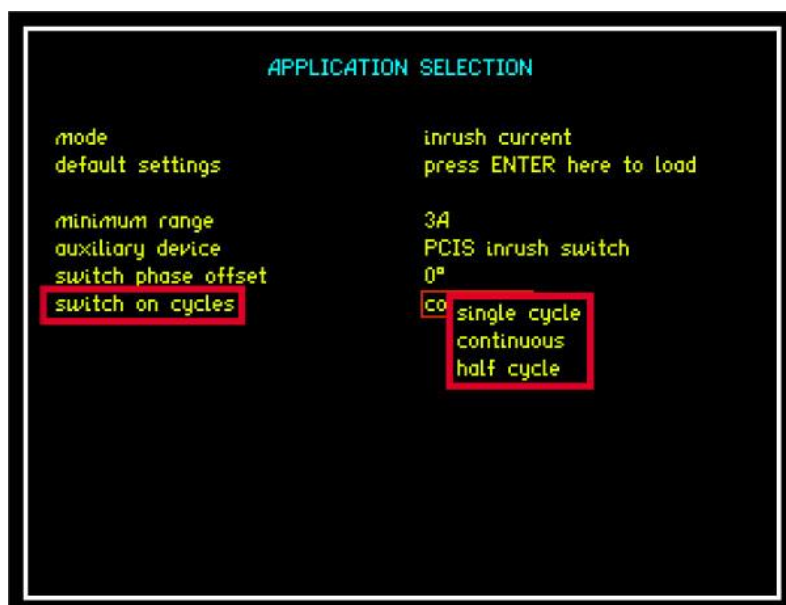 APPLICATION SELECTION
mode inrush current
default settings press ENTER here to load
minimum range 3A
auxiliary device PCIS inrush switch
switch phase offset 0°
switch on cycles co
single cycle
continuous
half cycle